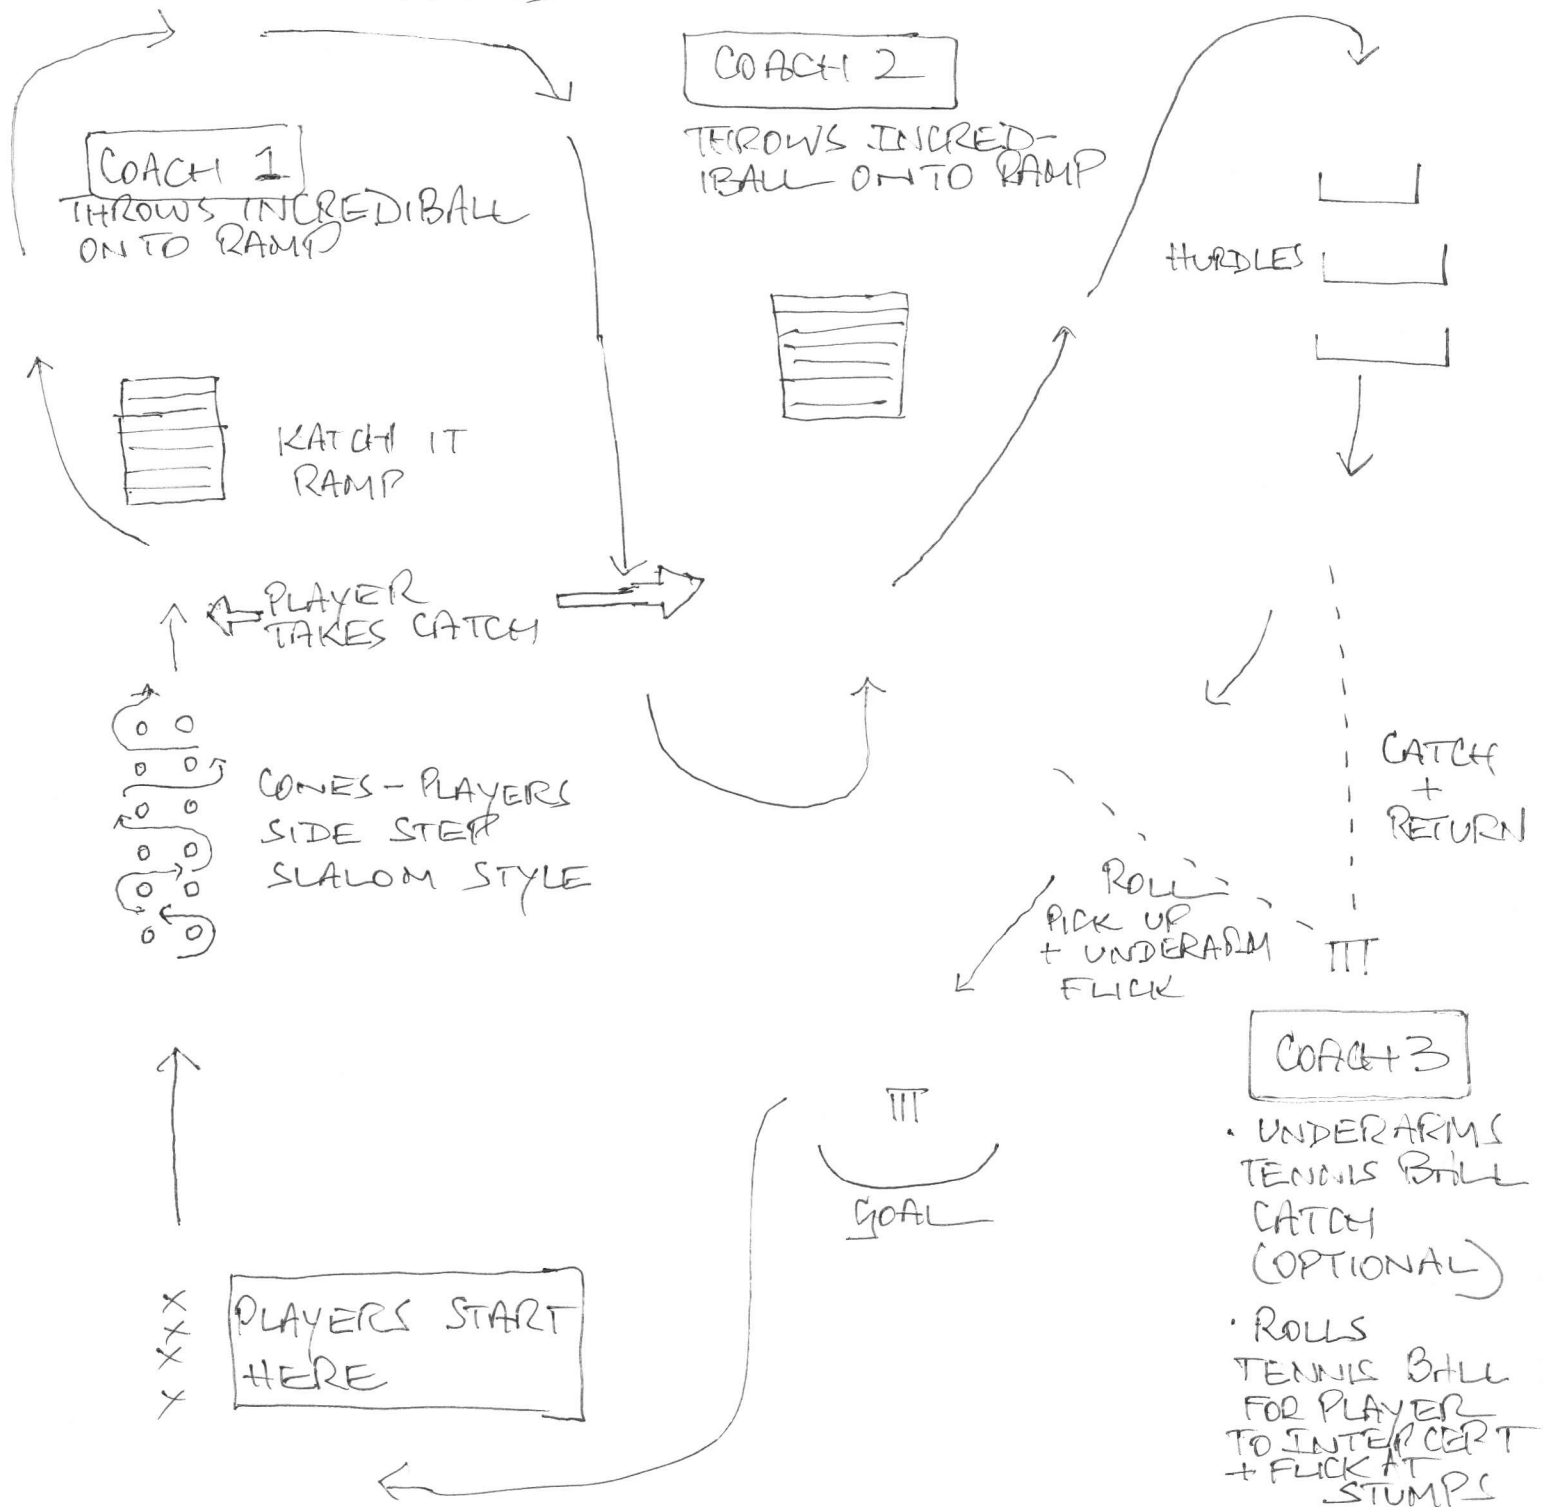 COACH 1
THROWS INCREDIBALL
ONTO RAMP
COACH 2
THROWS INCRED-
IBALL ONTO RAMP
HURDLES
KATCH IT
RAMP
PLAYER
TAKES CATCH
CONES - PLAYERS
SIDE STEP
SLALOM STYLE
CATCH
+
RETURN
ROLL
PICK UP
+ UNDERARM
FLICK
COACH 3
• UNDERARMS
TENNIS BALL
CATCH
(OPTIONAL)
• ROLLS
TENNIS BALL
FOR PLAYER
TO INTERCEPT
+ FLICK AT
STUMPS
GOAL
X
X
X
X
PLAYERS START
HERE